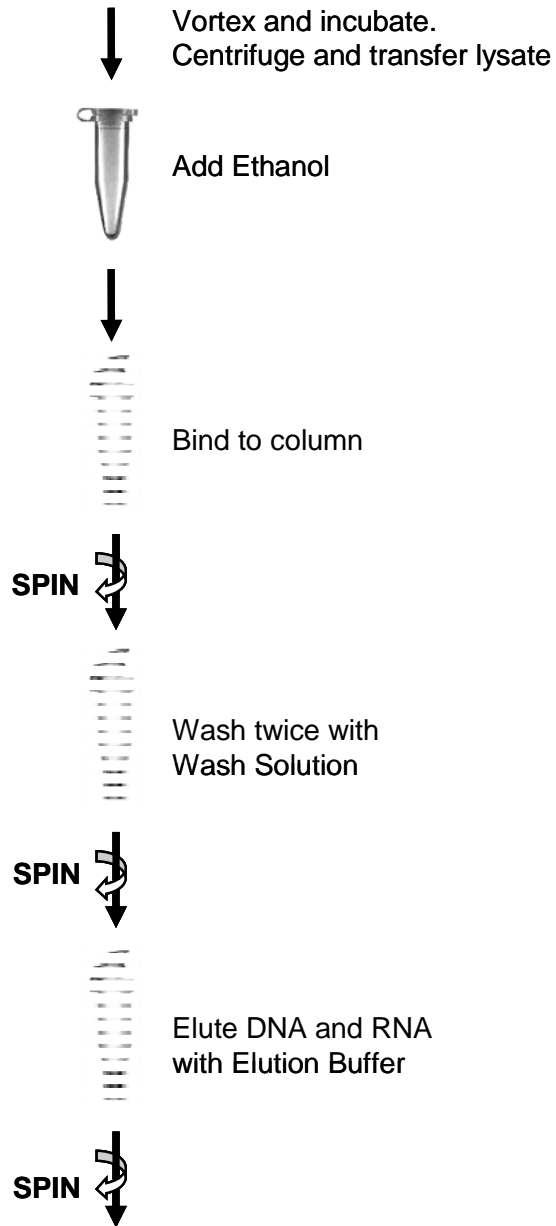 Vortex and incubate.
Centrifuge and transfer lysate
Add Ethanol
Bind to column
SPIN
Wash twice with
Wash Solution
SPIN
Elute DNA and RNA
with Elution Buffer
SPIN